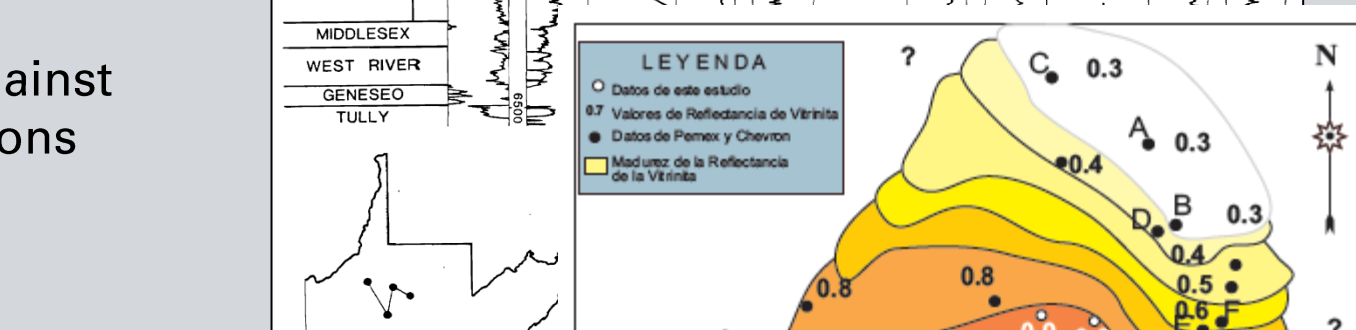 ainst
ons
MIDDLESEX
WEST RIVER
GENESEO
TULLY
6500
LEYENDA
Datos de este estudio
0.7 Valores de Reflectancia de Vitrinita
Datos de Pemex y Chevron
Madurez de la Reflectancia
de la Vitrinita
?
N
C 0.3
A 0.3
0.4
B
D 0.3
0.4
0.5
0.6 F
E
0.8
0.8
?